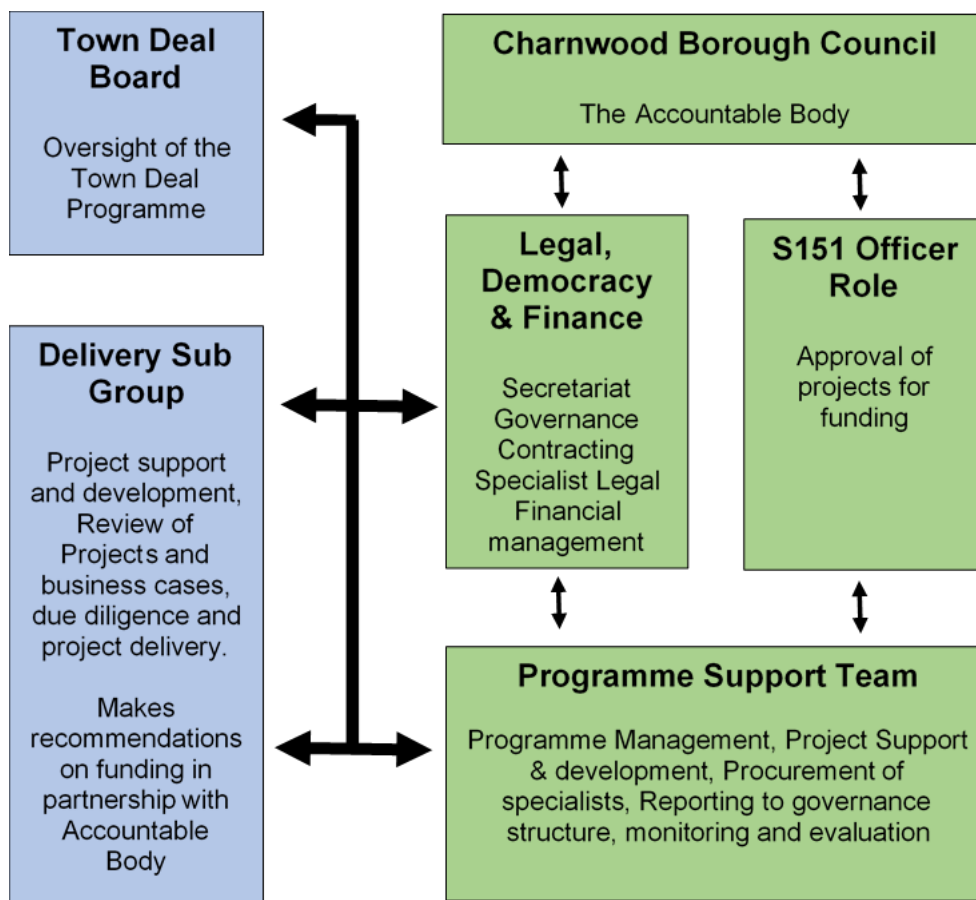 Town Deal
Board
Oversight of the
Town Deal
Programme
Charnwood Borough Council
The Accountable Body
Legal,
Democracy
& Finance
Secretariat
Governance
Contracting
Specialist Legal
Financial
management
S151 Officer
Role
Approval of
projects for
funding
Delivery Sub
Group
Project support
and development,
Review of
Projects and
business cases,
due diligence and
project delivery.
Makes
recommendations
on funding in
partnership with
Accountable
Body
Programme Support Team
Programme Management, Project Support
& development, Procurement of
specialists, Reporting to governance
structure, monitoring and evaluation